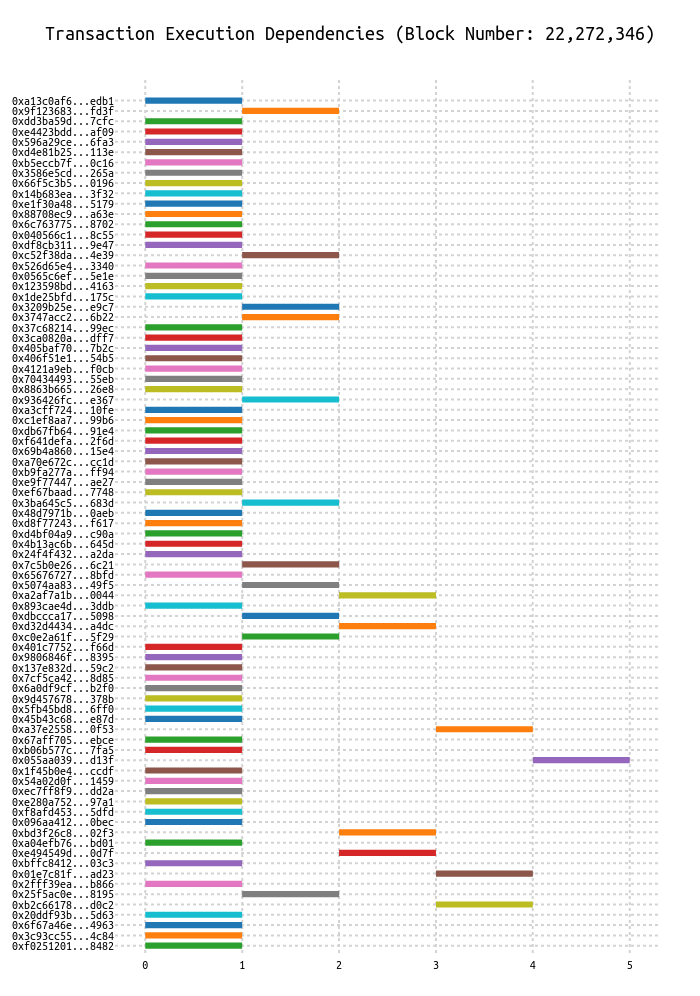 Transaction Execution Dependencies (Block Number: 22,272,346)
0xa13c0af6...edb1
0x9f123683...fd3f
0xdd3ba59d...7cfc
0xe4423bdd...af09
0x596a29ce...6fa3
0xd4e81b25...113e
0xb5eccb7f...0c16
0x3586e5cd...265a
0x66f5c3b5...0196
0x14b683ea...3f32
0xe1f30a48...5179
0x88708ec9...a63e
0x6c763775...8702
0x040566c1...8c55
0xdf8cb311...9e47
0xc52f38da...4e39
0x526d65e4...3340
0x0565c6ef...5e1e
0x123598bd...4163
0x1de25bfd...175c
0x3209b25e...e9c7
0x3747acc2...6b22
0x37c68214...99ec
0x3ca0820a...dff7
0x405baf70...7b2c
0x406f51e1...54b5
0x4121a9eb...f0cb
0x70434493...55eb
0x8863b665...26e8
0x936426fc...e367
0xa3cff724...10fe
0xc1ef8aa7...99b6
0xdb67fb64...91e4
0xf641defa...2f6d
0x69b4a860...15e4
0xa70e672c...cc1d
0xb9fa277a...ff94
0xe9f77447...ae27
0xef67baad...7748
0x3ba645c5...683d
0x48d7971b...0aeb
0xd8f77243...f617
0xd4bf04a9...c90a
0x4b13ac6b...645d
0x24f4f432...a2da
0x7c5b0e26...6c21
0x65676727...8bfd
0x5074aa83...49f5
0xa2af7a1b...0044
0x893cae4d...3ddb
0xdbccca17...5098
0xd32d4434...a4dc
0xc0e2a61f...5f29
0x401c7752...f66d
0x9806846f...8395
0x137e832d...59c2
0x7cf5ca42...8d85
0x6a0df9cf...b2f0
0x9d457678...378b
0x5fb45bd8...6ff0
0x45b43c68...e87d
0xa37e2558...0f53
0x67aff705...ebce
0xb06b577c...7fa5
0x055aa039...d13f
0x1f45b0e4...ccdf
0x54a02d0f...1459
0xec7ff8f9...dd2a
0xe280a752...97a1
0xf8afd453...5dfd
0x096aa412...0bec
0xbd3f26c8...02f3
0xa04efb76...bd01
0xe494549d...0d7f
0xbffc8412...03c3
0x01e7c81f...ad23
0x2fff39ea...b866
0x25f5ac0e...8195
0xb2c66178...d0c2
0x20ddf93b...5d63
0x6f67a46e...4963
0x3c93cc55...4c84
0xf0251201...8482
0 1 2 3 4 5